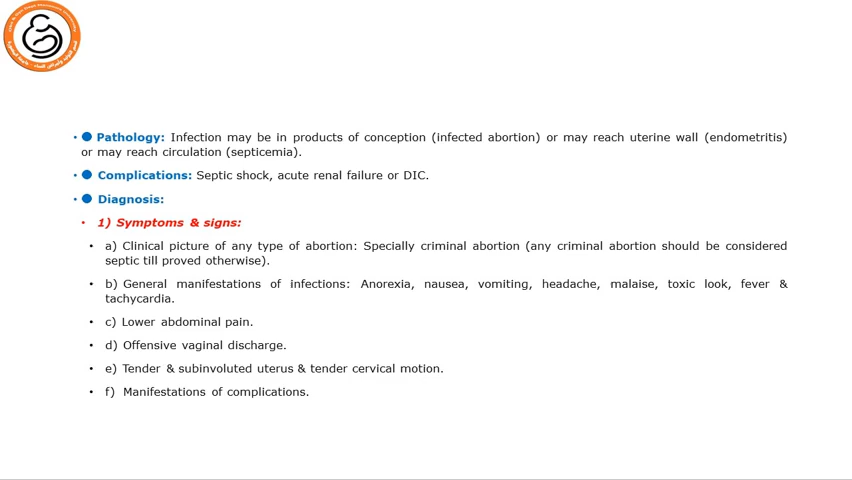 • ● Pathology: Infection may be in products of conception (infected abortion) or may reach uterine wall (endometritis)
or may reach circulation (septicemia).
• ● Complications: Septic shock, acute renal failure or DIC.
• ● Diagnosis:
• 1) Symptoms & signs:
• a) Clinical picture of any type of abortion: Specially criminal abortion (any criminal abortion should be considered
septic till proved otherwise).
• b) General manifestations of infections: Anorexia, nausea, vomiting, headache, malaise, toxic look, fever &
tachycardia.
• c) Lower abdominal pain.
• d) Offensive vaginal discharge.
• e) Tender & subinvoluted uterus & tender cervical motion.
• f) Manifestations of complications.